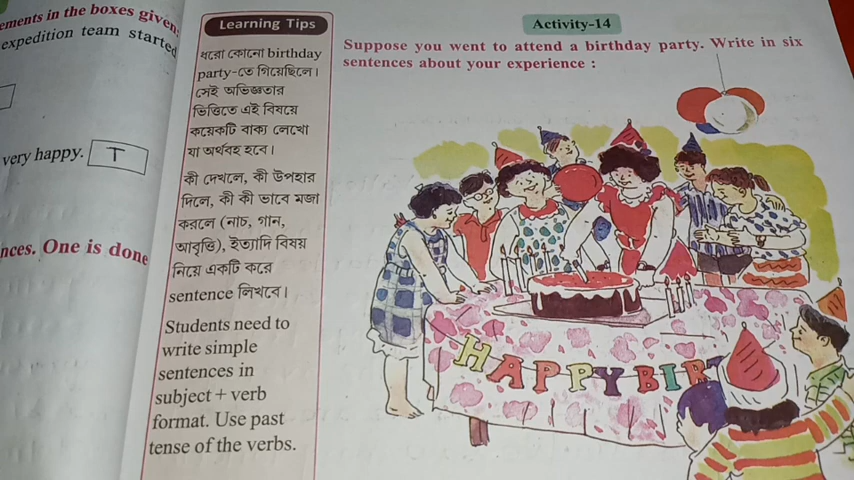 ements in the boxes given:
expedition team started
very happy. T
nces. One is done
Learning Tips
ধরো কোনো birthday
party-তে গিয়েছিলে।
সেই অভিজ্ঞতার
ভিত্তিতে এই বিষয়ে
কয়েকটি বাক্য লেখো
যা অর্থবহ হবে।
কী দেখলে, কী উপহার
দিলে, কী কী ভাবে মজা
করলে (নাচ, গান,
আবৃত্তি), ইত্যাদি বিষয়
নিয়ে একটি করে
sentence লিখবে।
Students need to
write simple
sentences in
subject + verb
format. Use past
tense of the verbs.
Activity-14
Suppose you went to attend a birthday party. Write in six
sentences about your experience :
HAPPY BIR